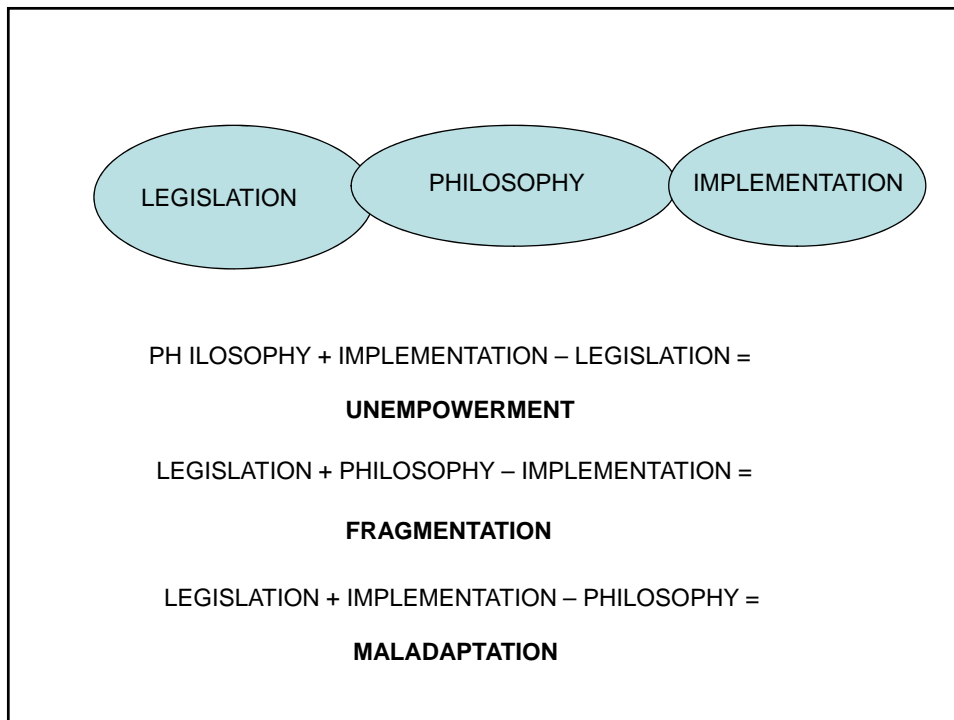 LEGISLATION
PHILOSOPHY
IMPLEMENTATION
PH ILOSOPHY + IMPLEMENTATION – LEGISLATION =
UNEMPOWERMENT
LEGISLATION + PHILOSOPHY – IMPLEMENTATION =
FRAGMENTATION
LEGISLATION + IMPLEMENTATION – PHILOSOPHY =
MALADAPTATION